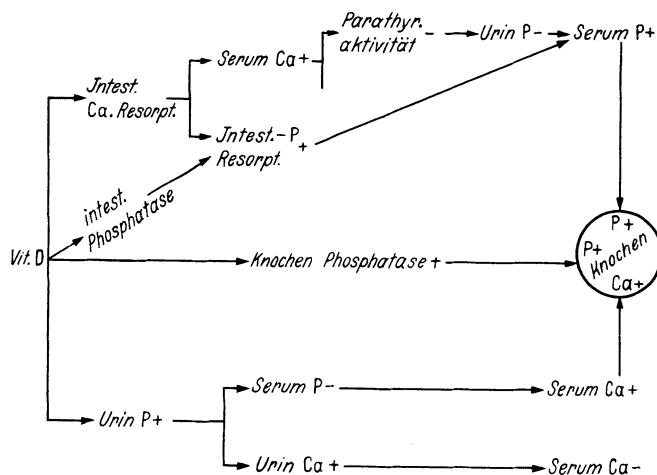 Parathyr.-
aktivität
Urin P-
Serum P+
Serum Ca+
Jntest.
Ca.Resorpt.
Jntest.-P+
Resorpt.
intest.
Phosphatase
Vit.D
Knochen Phosphatase+
P+
P+
Knochen
Ca+
Serum P-
Serum Ca+
Urin P+
Urin Ca+
Serum Ca-